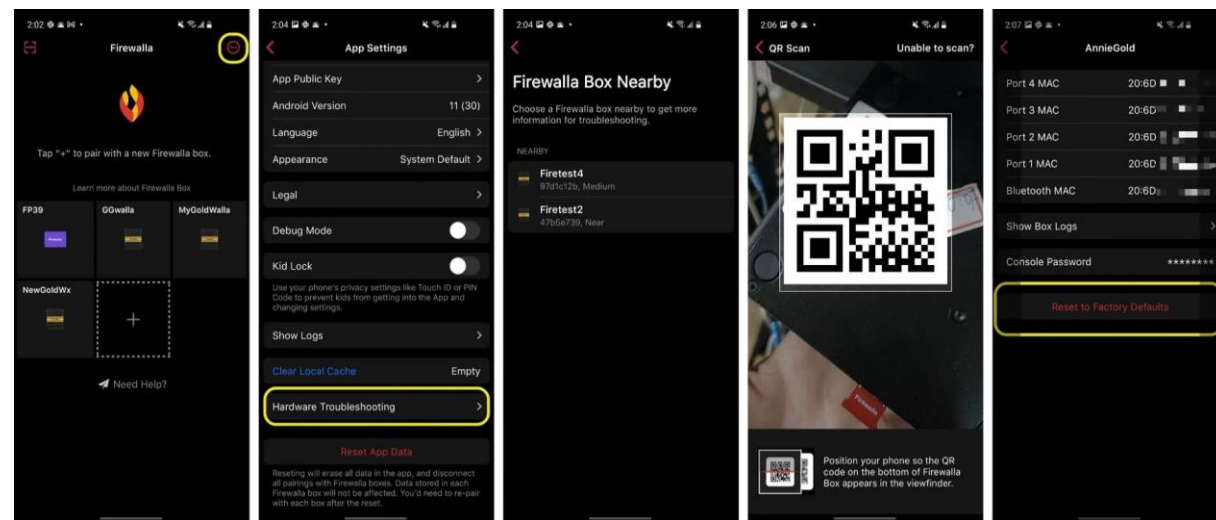 2:02
Firewalla
Tap "+" to pair with a new Firewalla box.
Learn more about Firewalla Box
FP39
GGwalla
MyGoldWalla
NewGoldWx
+
Need Help?
2:04
App Settings
App Public Key
Android Version 11 (30)
Language English
Appearance System Default
Legal
Debug Mode
Kid Lock
Use your phone's privacy settings like Touch ID or PIN
Code to prevent kids from getting into the App and
changing settings.
Show Logs
Clear Local Cache Empty
Hardware Troubleshooting
Reset App Data
Reseting will erase all data in the app, and disconnect
all pairings with Firewalla boxes. Data stored in each
Firewalla box will not be affected. You'd need to re-pair
with each box after the reset.
2:04
Firewalla Box Nearby
Choose a Firewalla box nearby to get more
information for troubleshooting.
NEARBY
Firetest4
97d1c12b, Medium
Firetest2
47b5e739, Near
2:06
QR Scan Unable to scan?
Firewalla
Position your phone so the QR
code on the bottom of Firewalla
Box appears in the viewfinder.
2:07
AnnieGold
Port 4 MAC 20:6D
Port 3 MAC 20:6D
Port 2 MAC 20:6D
Port 1 MAC 20:6D
Bluetooth MAC 20:6D
Show Box Logs
Console Password ********
Reset to Factory Defaults